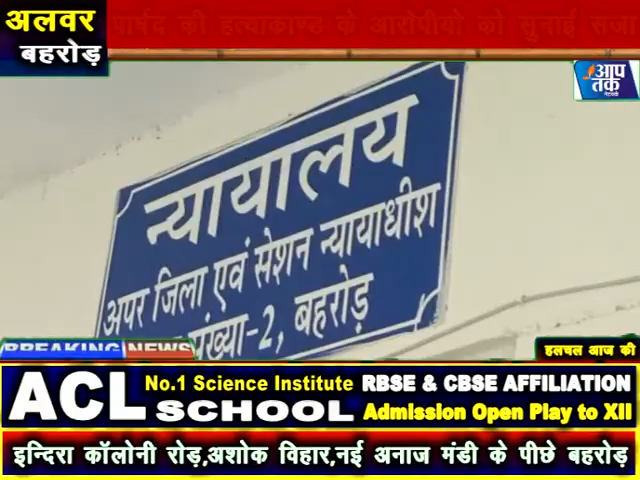 अलवर
बहरोड़
पार्षद की हत्याकाण्ड के आरोपीयो को सुनाई सजा
आप
तक
न्यायालय
अपर जिला एवं सेशन न्यायाधीश
संख्या-2, बहरोड़
BREAKING NEWS
हलचल आज की
ACL SCHOOL
No.1 Science Institute RBSE & CBSE AFFILIATION
Admission Open Play to XII
इन्दिरा कॉलोनी रोड़,अशोक विहार,नई अनाज मंडी के पीछे बहरोड़